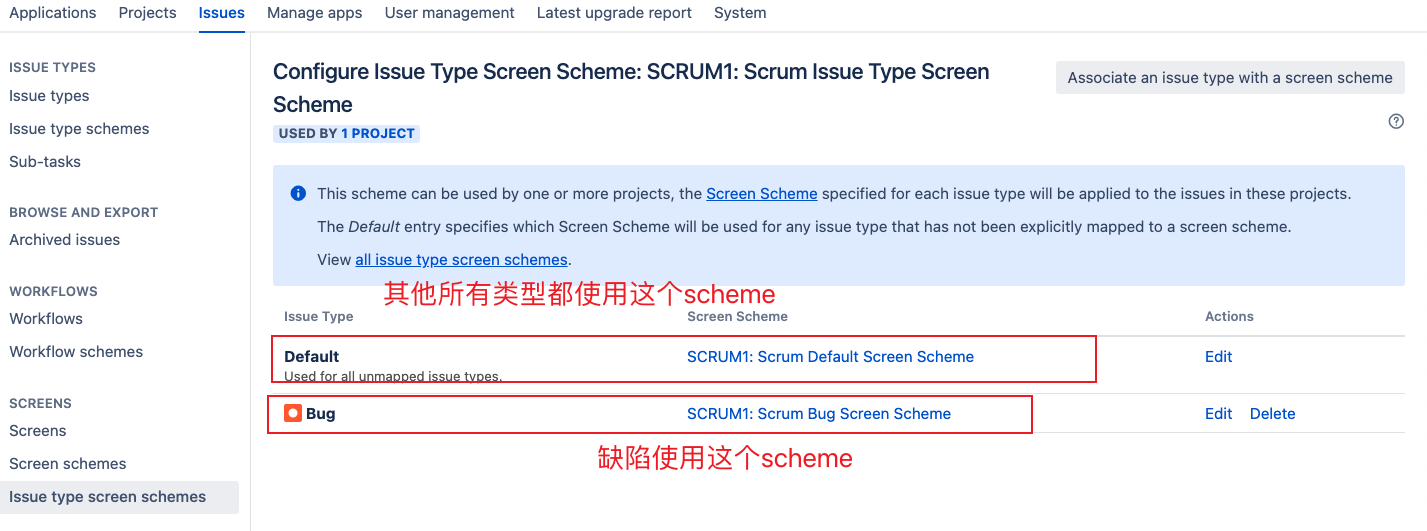 Applications Projects Issues Manage apps User management Latest upgrade report System
ISSUE TYPES
Issue types
Issue type schemes
Sub-tasks
BROWSE AND EXPORT
Archived issues
WORKFLOWS
Workflows
Workflow schemes
SCREENS
Screens
Screen schemes
Issue type screen schemes
Configure Issue Type Screen Scheme: SCRUM1: Scrum Issue Type Screen
Scheme
Associate an issue type with a screen scheme
USED BY 1 PROJECT
This scheme can be used by one or more projects, the Screen Scheme specified for each issue type will be applied to the issues in these projects.
The Default entry specifies which Screen Scheme will be used for any issue type that has not been explicitly mapped to a screen scheme.
View all issue type screen schemes.
其他所有类型都使用这个scheme
Issue Type Screen Scheme Actions
Default SCRUM1: Scrum Default Screen Scheme Edit
Used for all unmapped issue types.
Bug SCRUM1: Scrum Bug Screen Scheme Edit Delete
缺陷使用这个scheme